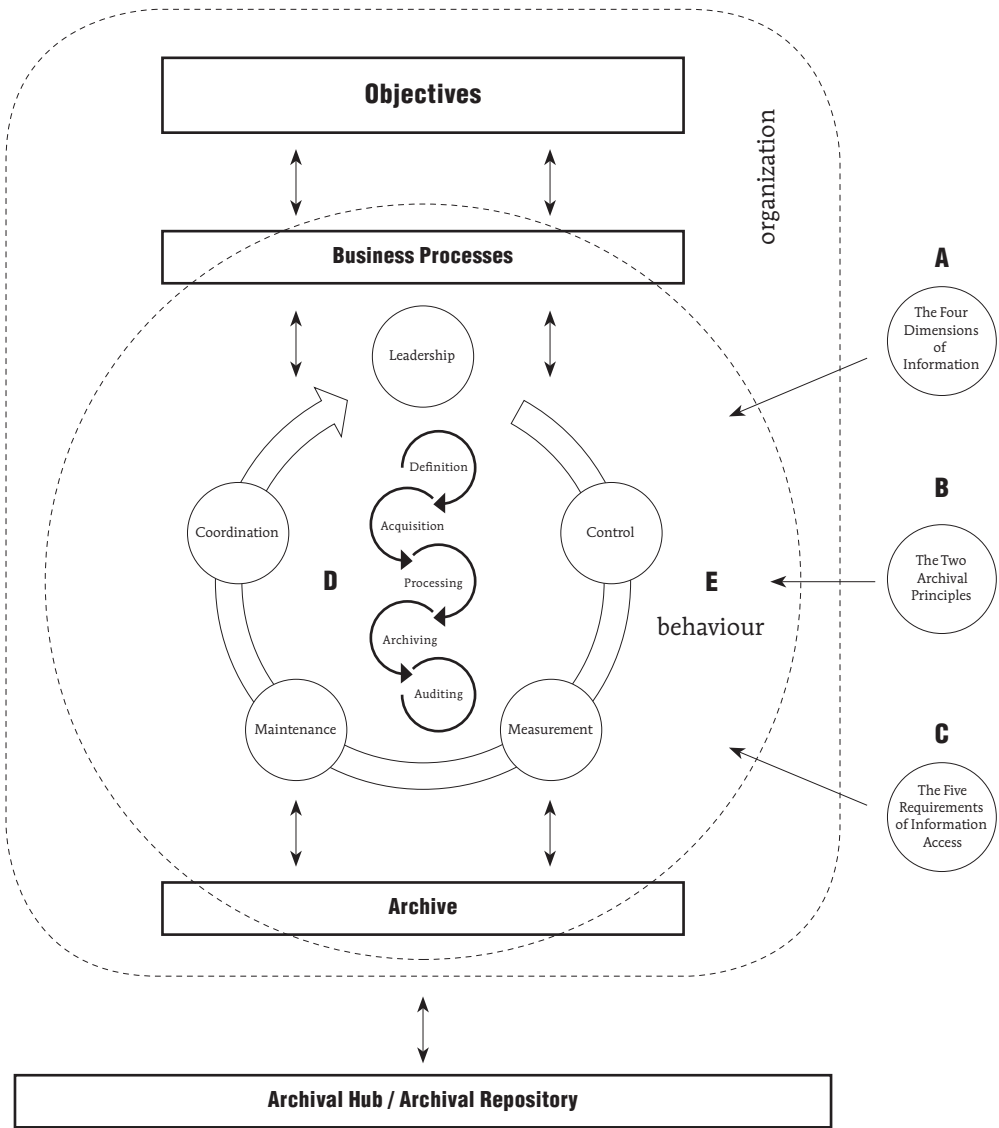 Objectives
organization
Business Processes
A
The Four
Dimensions
of
Information
Leadership
Definition
Acquisition
Processing
Archiving
Auditing
Coordination
Control
D
E
behaviour
Maintenance
Measurement
B
The Two
Archival
Principles
C
The Five
Requirements
of Information
Access
Archive
Archival Hub / Archival Repository